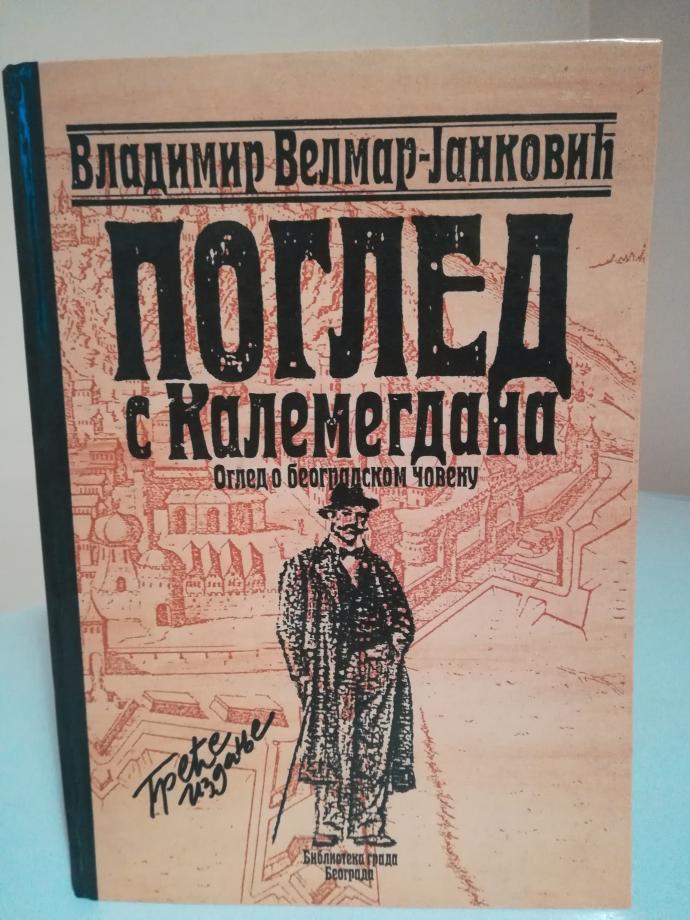 Владимир Велмар-Јанковић
ПОГЛЕД
с Калемегдана
Оглед о београдском човеку
Треће
издање
Библиотека града
Београда